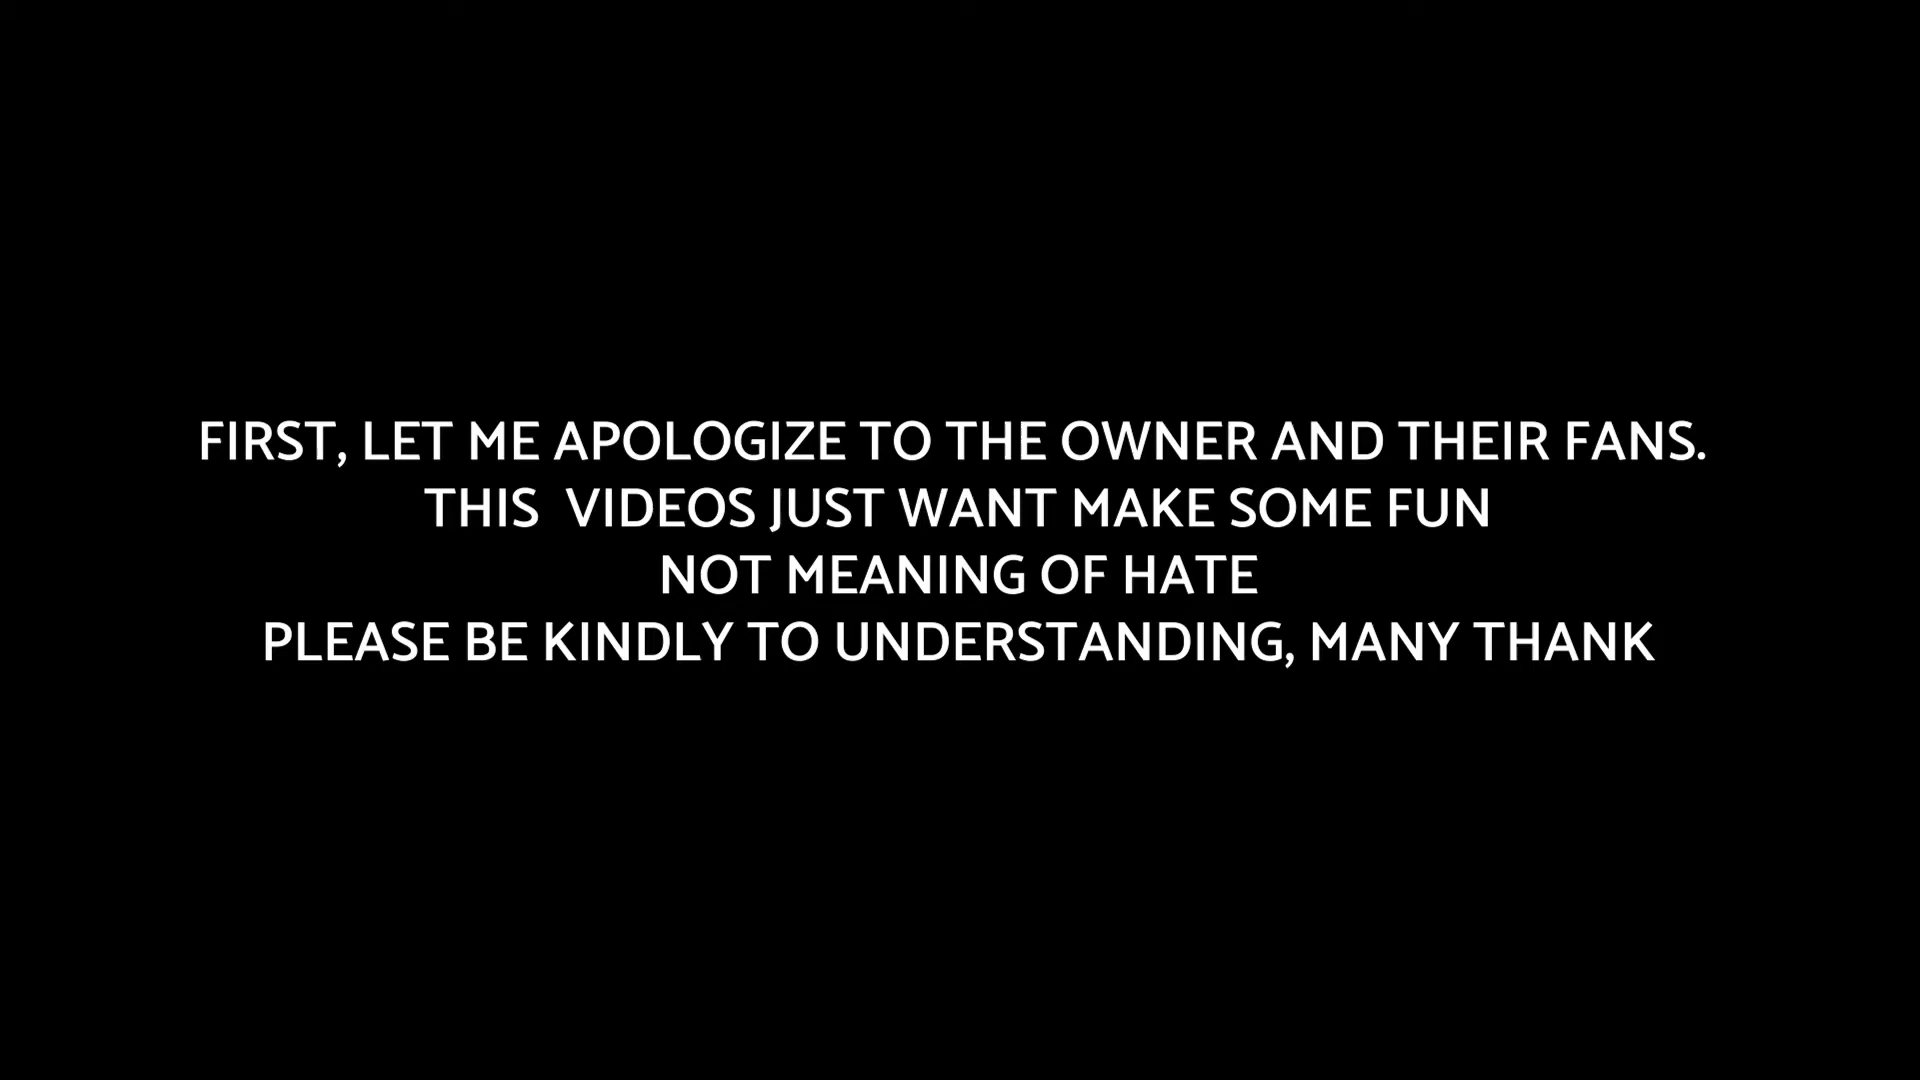 FIRST, LET ME APOLOGIZE TO THE OWNER AND THEIR FANS.
THIS  VIDEOS JUST WANT MAKE SOME FUN
NOT MEANING OF HATE
PLEASE BE KINDLY TO UNDERSTANDING, MANY THANK